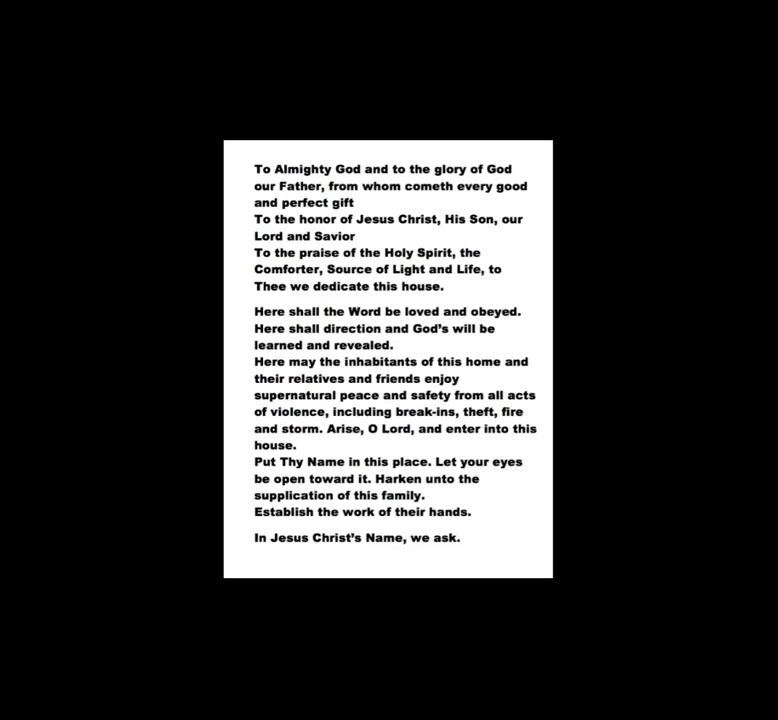 To Almighty God and to the glory of God
our Father, from whom cometh every good
and perfect gift
To the honor of Jesus Christ, His Son, our
Lord and Savior
To the praise of the Holy Spirit, the
Comforter, Source of Light and Life, to
Thee we dedicate this house.
Here shall the Word be loved and obeyed.
Here shall direction and God’s will be
learned and revealed.
Here may the inhabitants of this home and
their relatives and friends enjoy
supernatural peace and safety from all acts
of violence, including break-ins, theft, fire
and storm. Arise, O Lord, and enter into this
house.
Put Thy Name in this place. Let your eyes
be open toward it. Harken unto the
supplication of this family.
Establish the work of their hands.
In Jesus Christ’s Name, we ask.